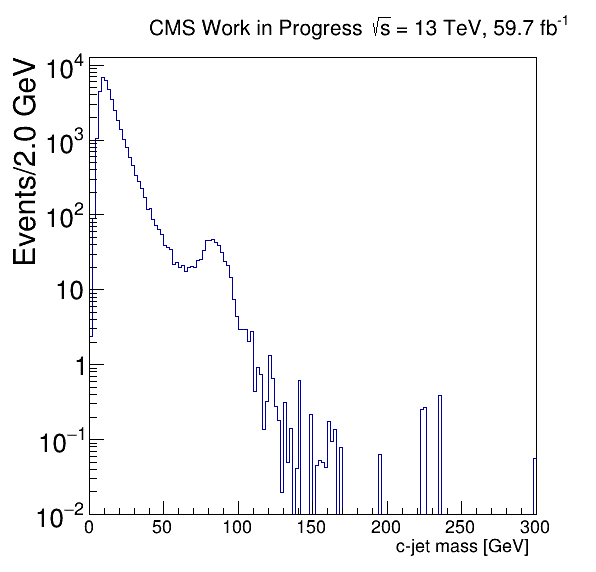 CMS Work in Progress √s = 13 TeV, 59.7 fb⁻¹
Events/2.0 GeV
10⁴
10³
10²
10
1
10⁻¹
10⁻²
0 50 100 150 200 250 300
c-jet mass [GeV]